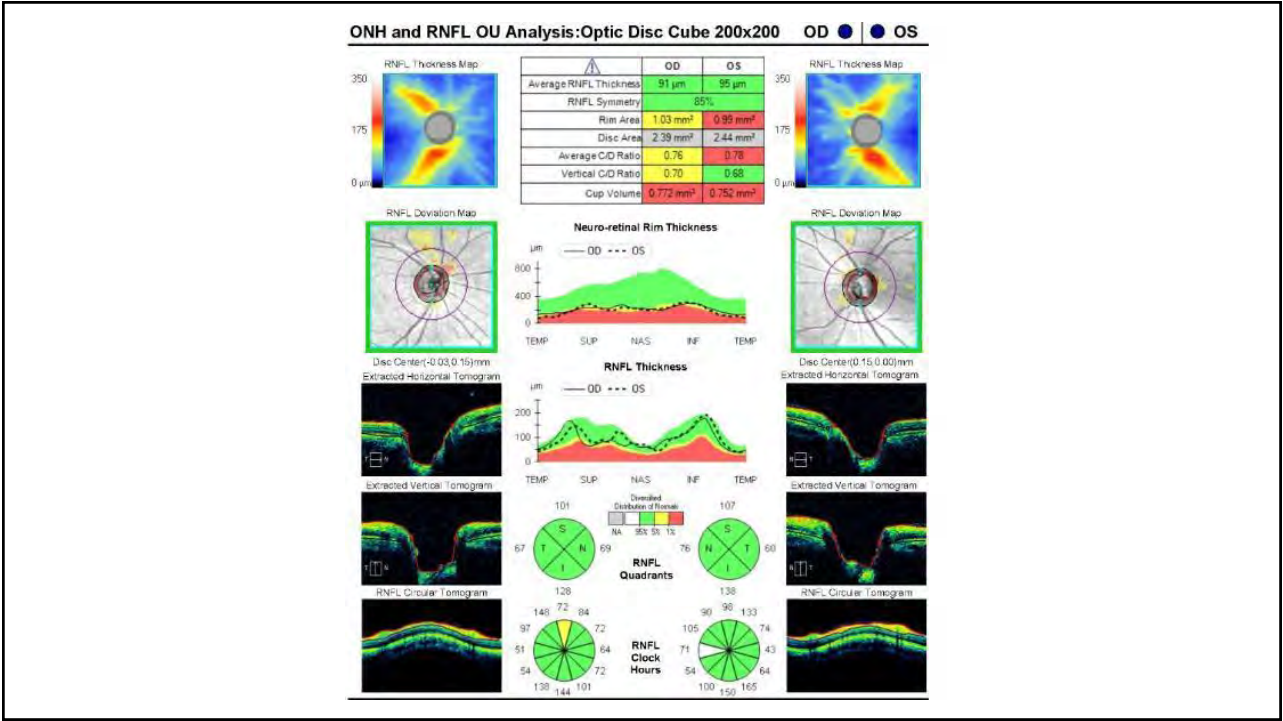 ONH and RNFL OU Analysis:Optic Disc Cube 200x200 OD OS
RNFL Thickness Map
350
175
0 µm
OD OS
Average RNFL Thickness 91 µm 95 µm
RNFL Symmetry 85%
Rim Area 1.03 mm² 0.99 mm²
Disc Area 2.39 mm² 2.44 mm²
Average C/D Ratio 0.76 0.78
Vertical C/D Ratio 0.70 0.68
Cup Volume 0.772 mm³ 0.752 mm³
RNFL Thickness Map
350
175
0 µm
RNFL Deviation Map
Disc Center(-0.03,0.15)mm
Neuro-retinal Rim Thickness
µm OD OS
800
400
0
TEMP SUP NAS INF TEMP
RNFL Deviation Map
Disc Center(0.15,0.00)mm
Extracted Horizontal Tomogram
T N
RNFL Thickness
µm OD OS
200
100
0
TEMP SUP NAS INF TEMP
Extracted Horizontal Tomogram
N T
Extracted Vertical Tomogram
T N
101
S
67 T N 69
I
128
Diversified
Distribution of Normals
NA 95% 5% 1%
RNFL
Quadrants
107
S
76 N T 60
I
138
Extracted Vertical Tomogram
N T
RNFL Circular Tomogram
148 72 84
97 72
51 64
54 72
138 144 101
RNFL
Clock
Hours
90 98 133
105 74
71 43
54 64
100 150 165
RNFL Circular Tomogram